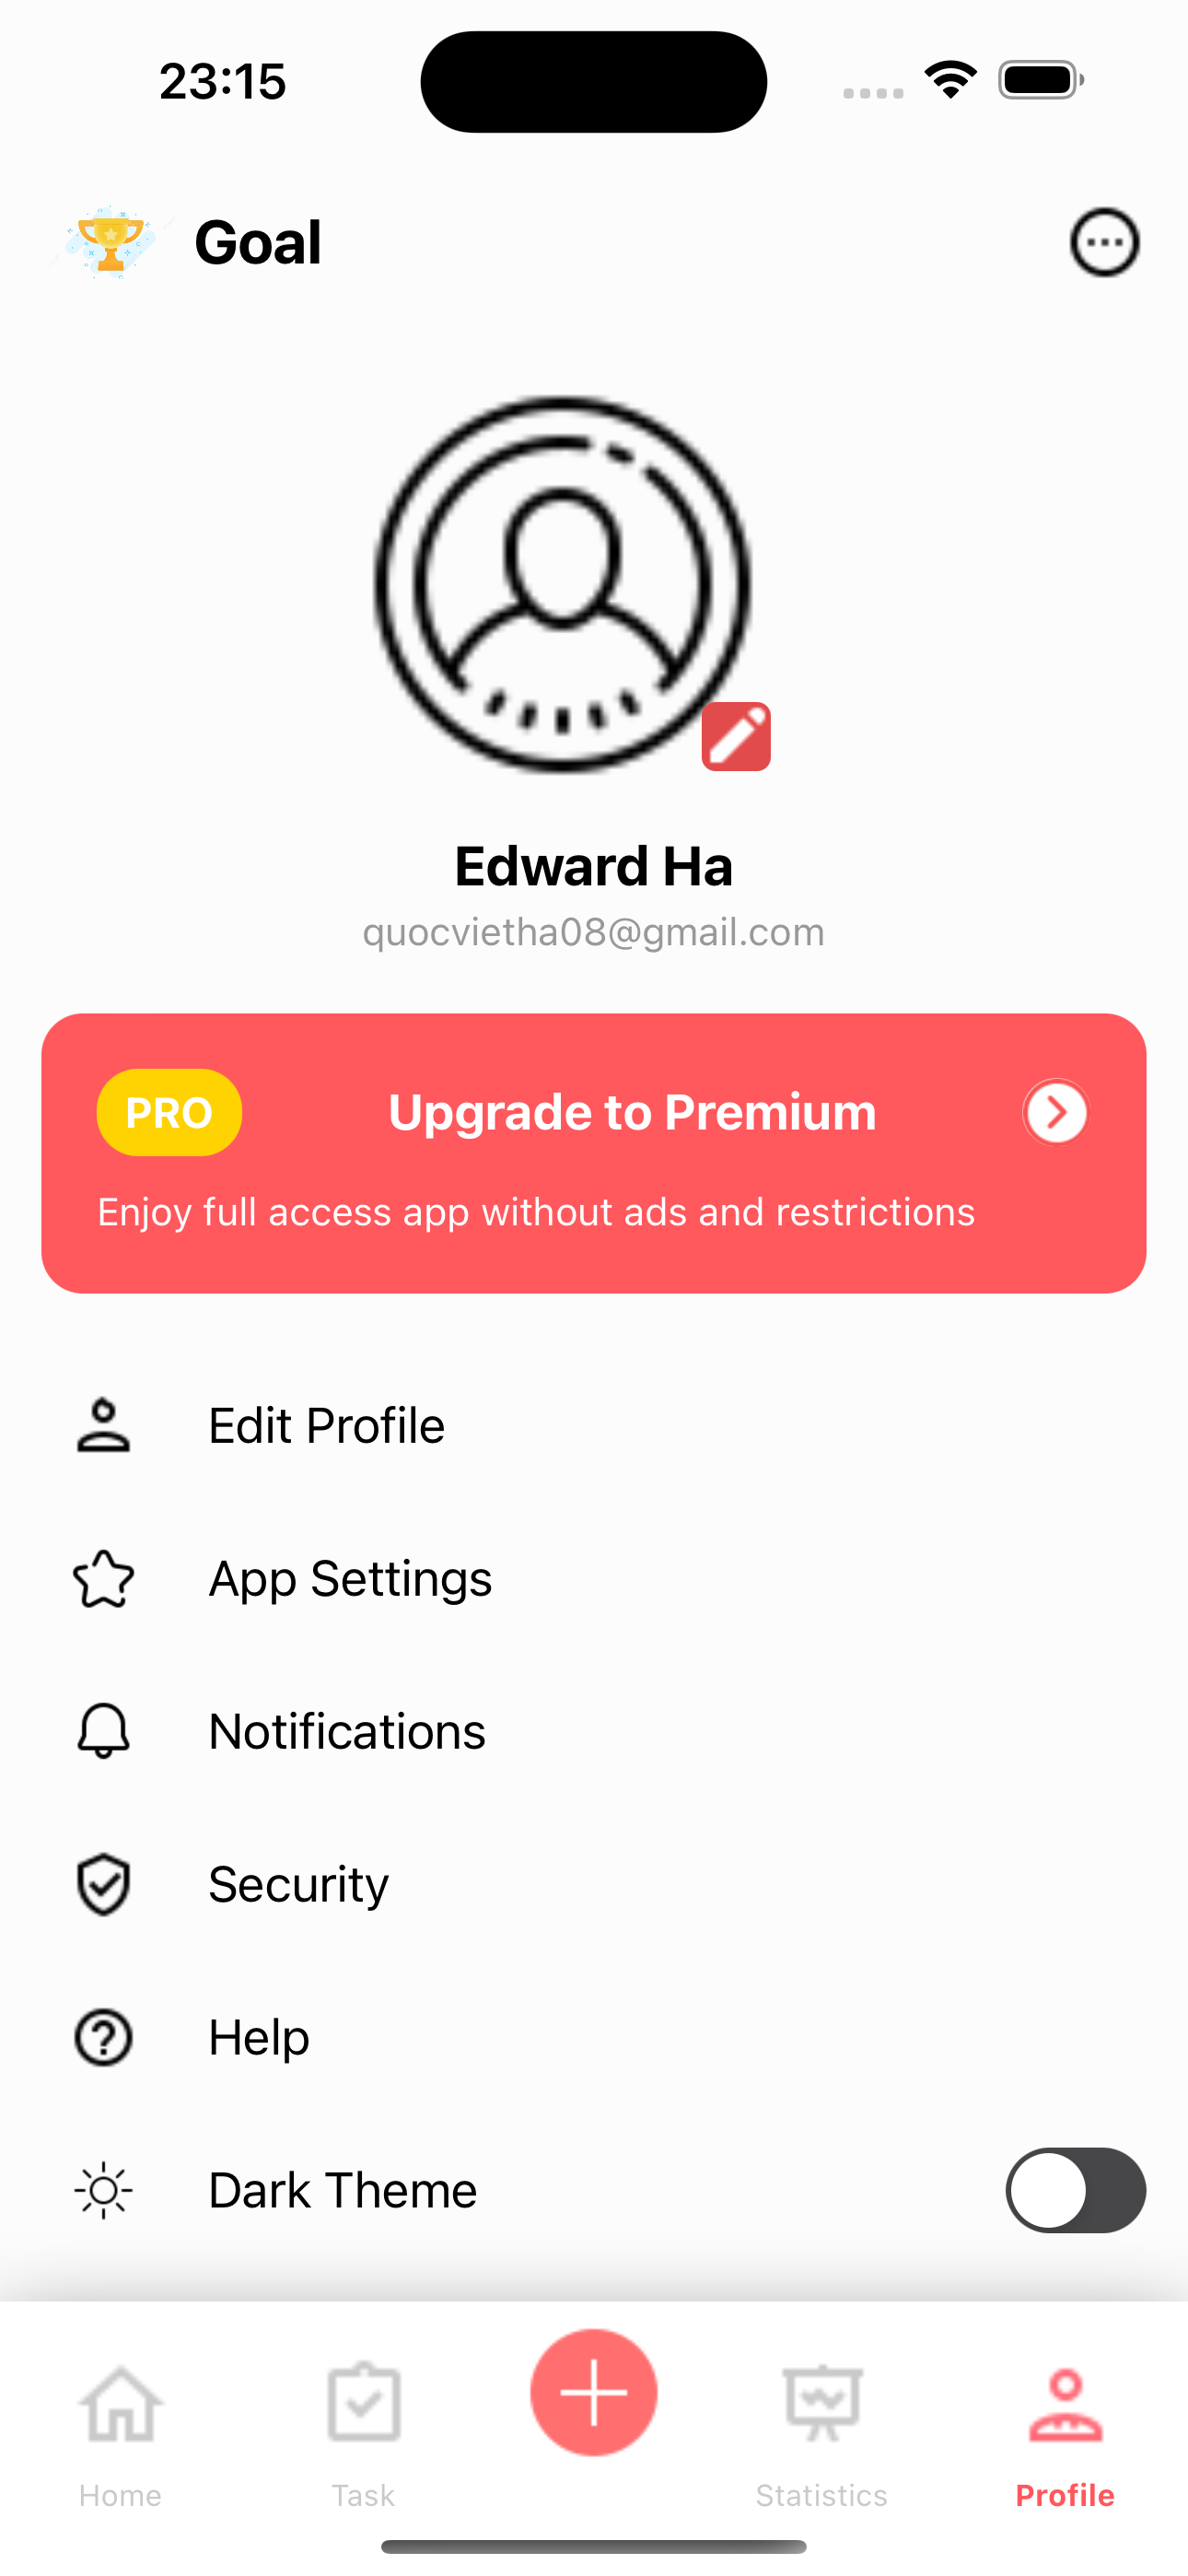 23:15
Goal
Edward Ha
quocvietha08@gmail.com
PRO
Upgrade to Premium
Enjoy full access app without ads and restrictions
Edit Profile
App Settings
Notifications
Security
Help
Dark Theme
Home
Task
Statistics
Profile